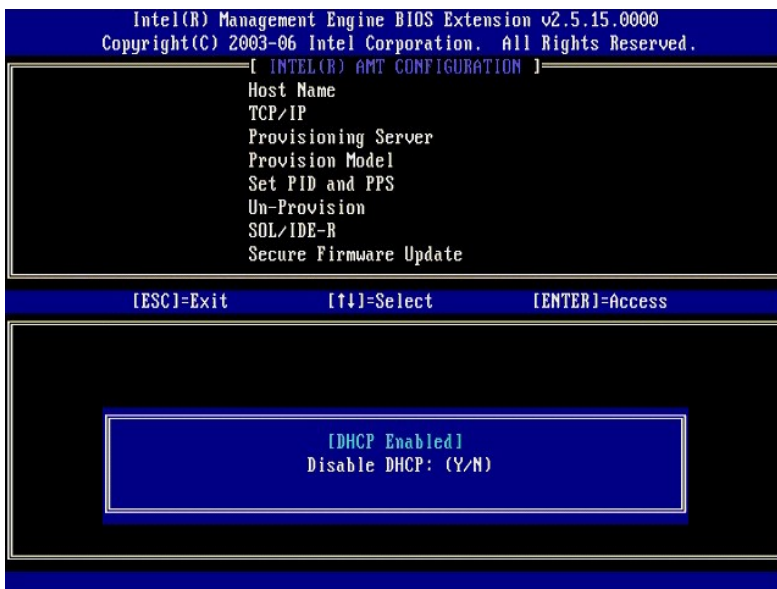 Intel(R) Management Engine BIOS Extension v2.5.15.0000
Copyright(C) 2003-06 Intel Corporation. All Rights Reserved.
[ INTEL(R) AMT CONFIGURATION ]
Host Name
TCP/IP
Provisioning Server
Provision Model
Set PID and PPS
Un-Provision
SOL/IDE-R
Secure Firmware Update
[ESC]=Exit [↑↓]=Select [ENTER]=Access
[DHCP Enabled]
Disable DHCP: (Y/N)